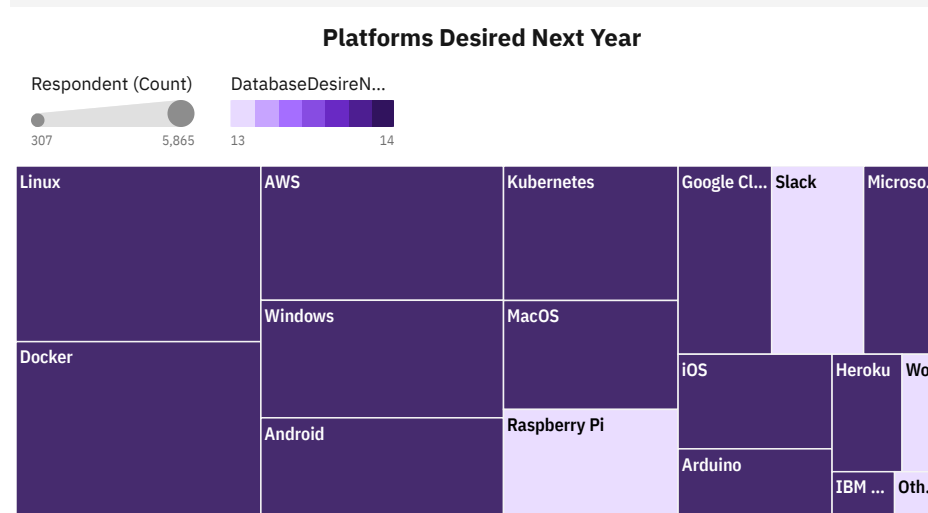 Platforms Desired Next Year
Respondent (Count)
DatabaseDesireN...
307
5,865
13
14
Linux
AWS
Kubernetes
Google Cl...
Slack
Microso.
Windows
MacOS
Docker
iOS
Heroku
Wo
Raspberry Pi
Android
Arduino
IBM ...
Oth.